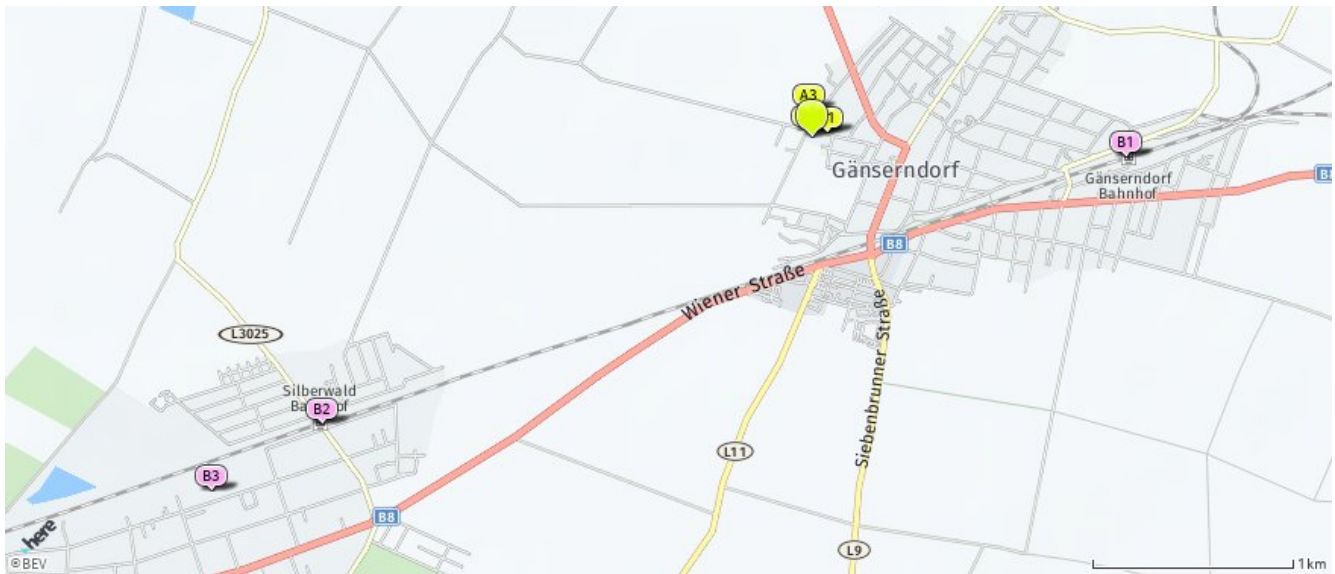 A3
1
B1
Gänserndorf
Gänserndorf
Bahnhof
B8
B8
Wiener Straße
L3025
Silberwald
B2
B3
Siebenbrunner Straße
L11
B8
L9
here
©BEV
1km